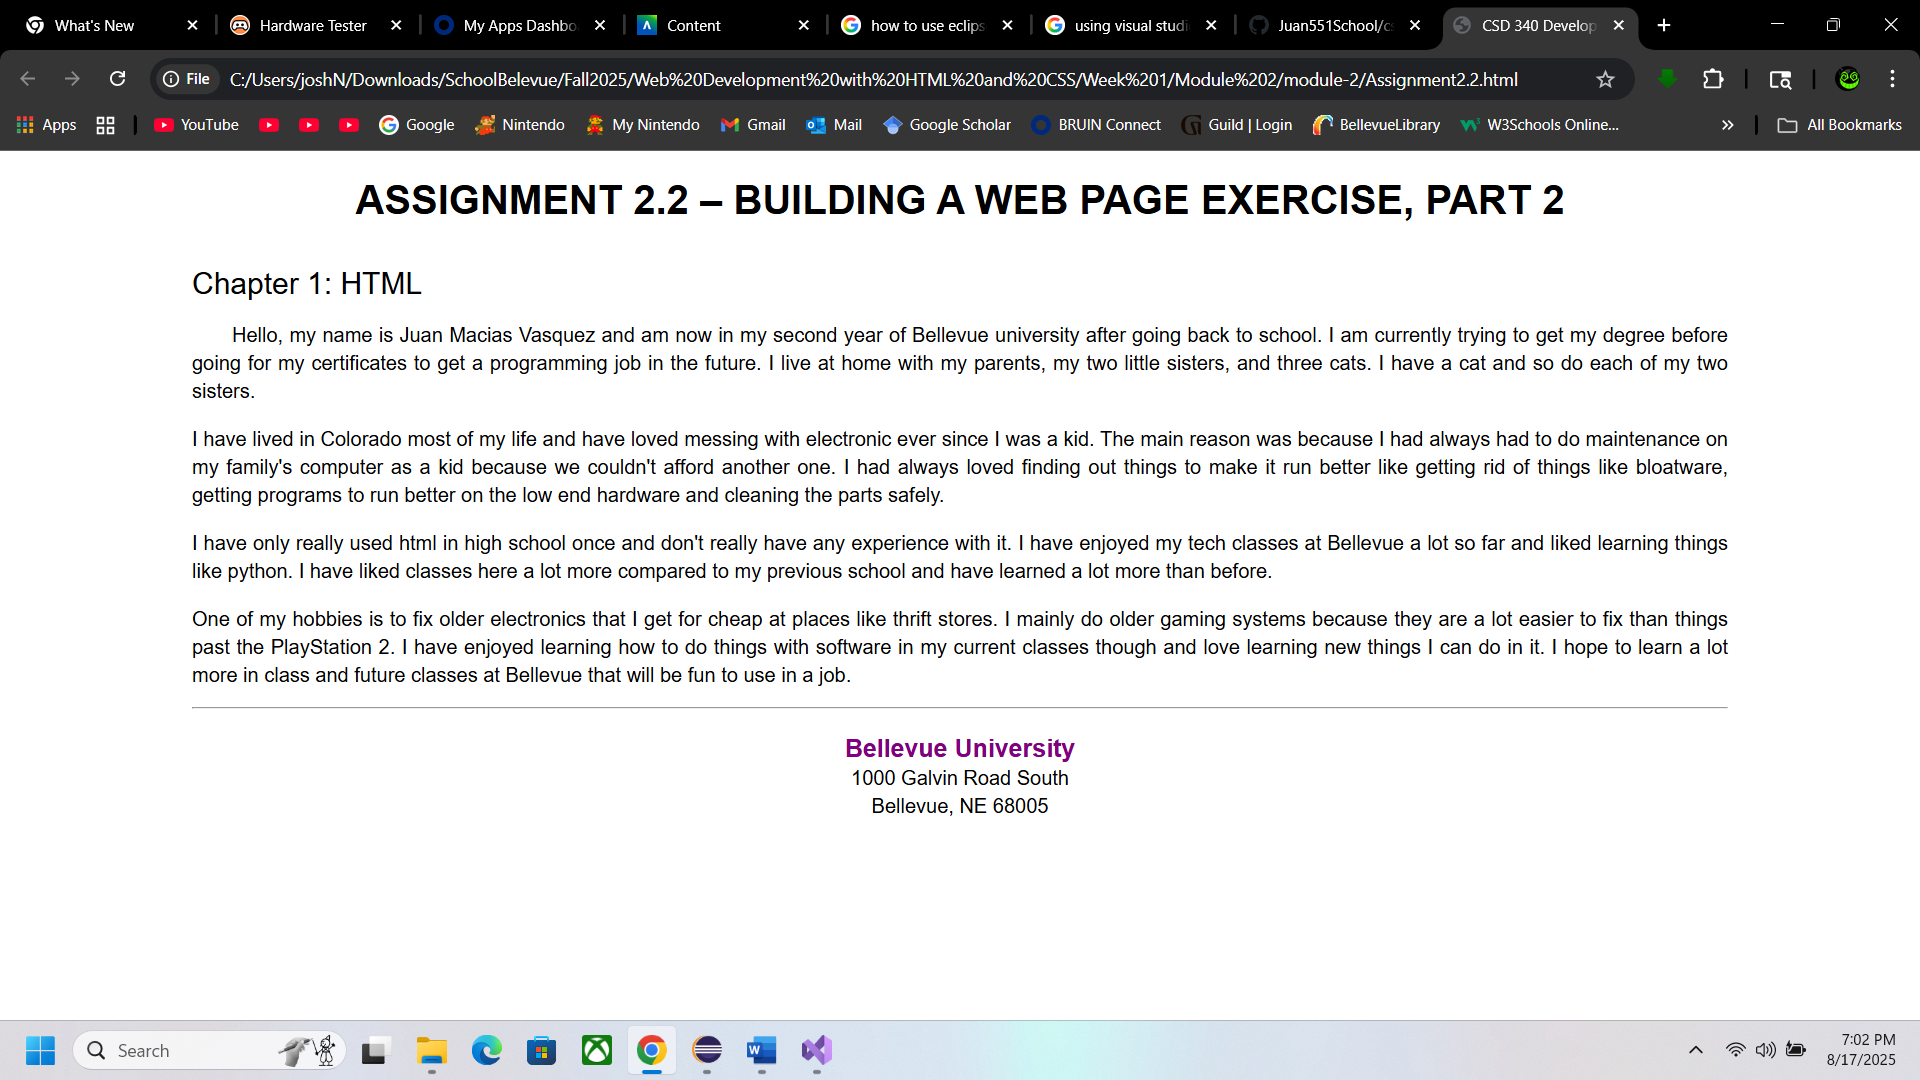 What's New
Hardware Tester
My Apps Dashbo
Content
how to use eclips
using visual studi
Juan551School/cs
CSD 340 Develop
File
C:/Users/joshN/Downloads/SchoolBelevue/Fall2025/Web%20Development%20with%20HTML%20and%20CSS/Week%201/Module%202/module-2/Assignment2.2.html
Apps
YouTube
Google
Nintendo
My Nintendo
Gmail
Mail
Google Scholar
BRUIN Connect
Guild | Login
BellevueLibrary
W3Schools Online...
All Bookmarks
ASSIGNMENT 2.2 – BUILDING A WEB PAGE EXERCISE, PART 2
Chapter 1: HTML
Hello, my name is Juan Macias Vasquez and am now in my second year of Bellevue university after going back to school. I am currently trying to get my degree before
going for my certificates to get a programming job in the future. I live at home with my parents, my two little sisters, and three cats. I have a cat and so do each of my two
sisters.
I have lived in Colorado most of my life and have loved messing with electronic ever since I was a kid. The main reason was because I had always had to do maintenance on
my family's computer as a kid because we couldn't afford another one. I had always loved finding out things to make it run better like getting rid of things like bloatware,
getting programs to run better on the low end hardware and cleaning the parts safely.
I have only really used html in high school once and don't really have any experience with it. I have enjoyed my tech classes at Bellevue a lot so far and liked learning things
like python. I have liked classes here a lot more compared to my previous school and have learned a lot more than before.
One of my hobbies is to fix older electronics that I get for cheap at places like thrift stores. I mainly do older gaming systems because they are a lot easier to fix than things
past the PlayStation 2. I have enjoyed learning how to do things with software in my current classes though and love learning new things I can do in it. I hope to learn a lot
more in class and future classes at Bellevue that will be fun to use in a job.
Bellevue University
1000 Galvin Road South
Bellevue, NE 68005
Search
7:02 PM
8/17/2025